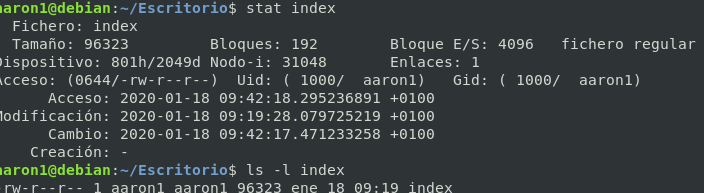 aaron1@debian:~/Escritorio$ stat index
  Fichero: index
  Tamaño: 96323     	Bloques: 192        Bloque E/S: 4096   fichero regular
Dispositivo: 801h/2049d	Nodo-i: 31048       Enlaces: 1
Acceso: (0644/-rw-r--r--)  Uid: ( 1000/  aaron1)   Gid: ( 1000/  aaron1)
      Acceso: 2020-01-18 09:42:18.295236891 +0100
Modificación: 2020-01-18 09:19:28.079725219 +0100
      Cambio: 2020-01-18 09:42:17.471233258 +0100
    Creación: -
aaron1@debian:~/Escritorio$ ls -l index
-rw-r--r-- 1 aaron1 aaron1 96323 ene 18 09:19 index